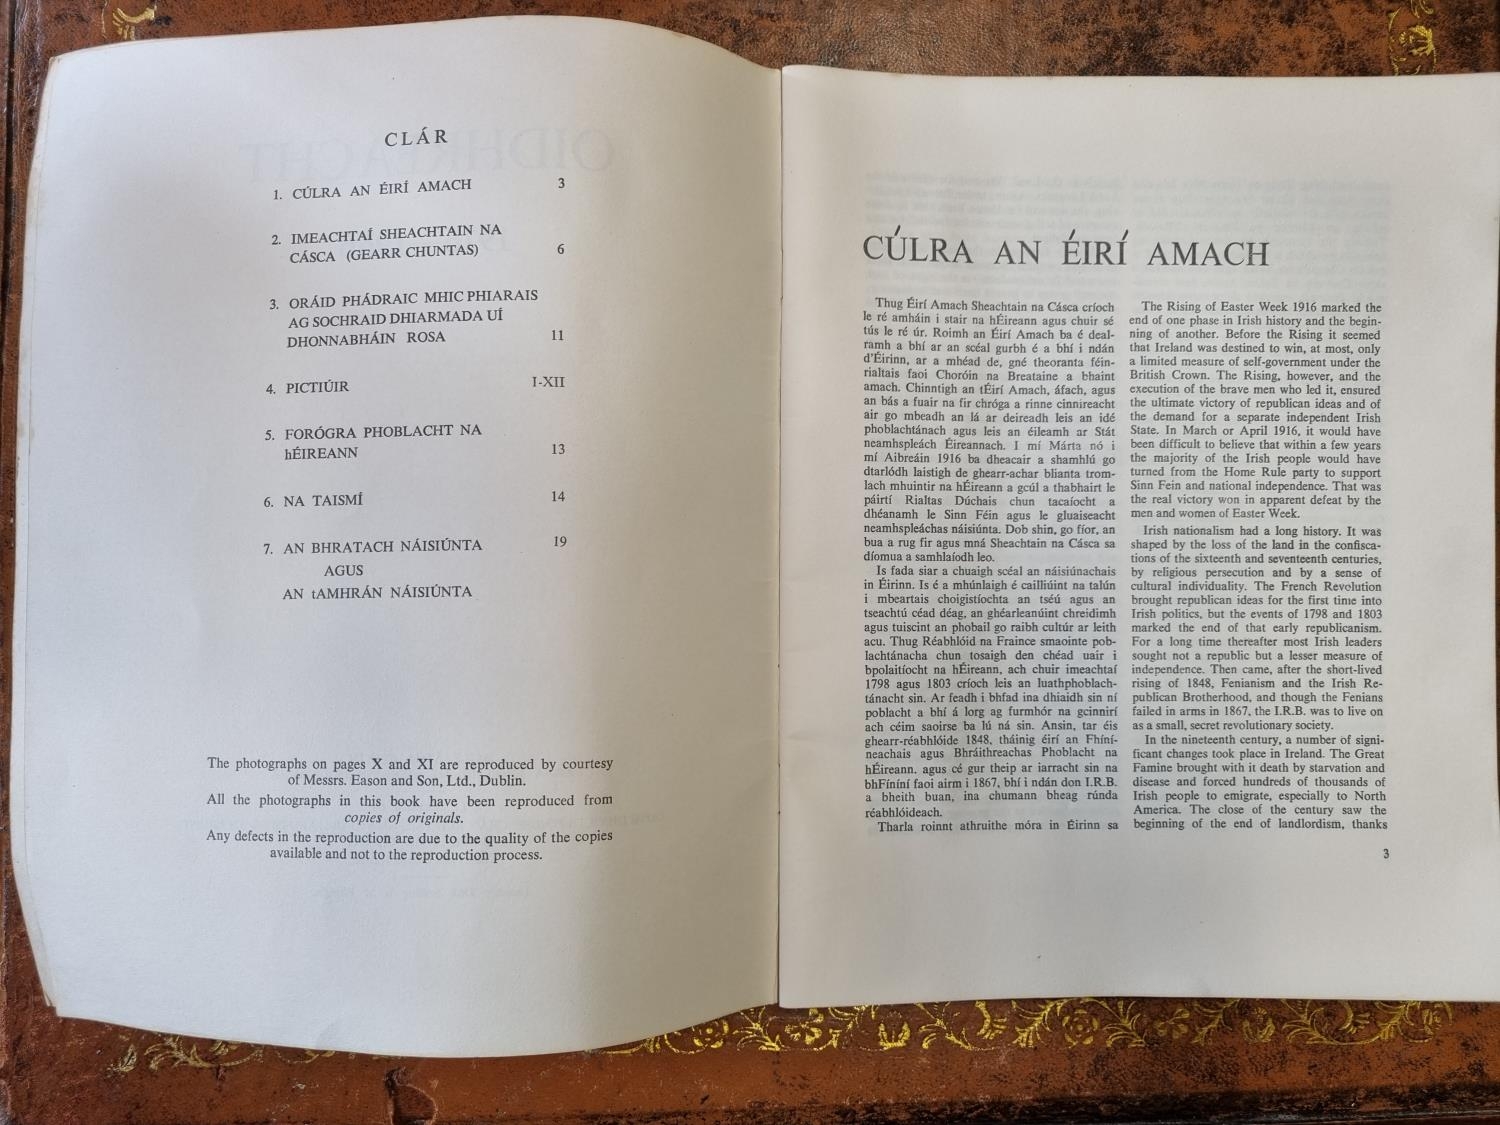 CLÁR
1. CÚLRA AN ÉIRÍ AMACH 3
2. IMEACHTAÍ SHEACHTAIN NA
CÁSCA (GEARR CHUNTAS) 6
3. ORÁID PHÁDRAIC MHIC PHIARAIS
AG SOCHRAID DHIARMADA UÍ
DHONNABHÁIN ROSA 11
4. PICTIÚIR I-XII
5. FORÓGRA PHOBLACHT NA
hÉIREANN 13
6. NA TAISMÍ 14
7. AN BHRATACH NÁISIÚNTA 19
AGUS
AN tAMHRÁN NÁISIÚNTA
The photographs on pages X and XI are reproduced by courtesy
of Messrs. Eason and Son, Ltd., Dublin.
All the photographs in this book have been reproduced from
copies of originals.
Any defects in the reproduction are due to the quality of the copies
available and not to the reproduction process.
CÚLRA AN ÉIRÍ AMACH
Thug Éirí Amach Sheachtain na Cásca críoch
le ré amháin i stair na hÉireann agus chuir sé
tús le ré úr. Roimh an Éirí Amach ba é deal-
ramh a bhí ar an scéal gurbh é a bhí i ndán
d'Éirinn, ar a mhéad de, gné theoranta féin-
rialtais faoi Choróin na Breataine a bhaint
amach. Chinntigh an tÉirí Amach, áfach, agus
an bás a fuair na fir chróga a rinne cinnireacht
air go mbeadh an lá ar deireadh leis an idé
phoblachtánach agus leis an éileamh ar Stát
neamhspleách Éireannach. I mí Márta nó i
mí Aibreáin 1916 ba dheacair a shamhlú go
dtarlódh laistigh de ghearr-achar blianta trom-
lach mhuintir na hÉireann a gcúl a thabhairt le
páirtí Rialtas Dúchais chun tacaíocht a
dhéanamh le Sinn Féin agus le gluaiseacht
neamhspleáchas náisiúnta. Dob shin, go fíor, an
bua a rug fir agus mná Sheachtain na Cásca sa
díomua a samhlaíodh leo.
Is fada siar a chuaigh scéal an náisiúnachais
in Éirinn. Is é a mhúnlaigh é cailliúint na talún
i mbeartais choigistíochta an tséú agus an
tseachtú céad déag, an ghéarleanúint chreidimh
agus tuiscint an phobail go raibh cultúr ar leith
acu. Thug Réabhlóid na Fraince smaointe pob-
lachtánacha chun tosaigh den chéad uair i
bpolaitíocht na hÉireann, ach chuir imeachtaí
1798 agus 1803 críoch leis an luathphoblach-
tánacht sin. Ar feadh i bhfad ina dhiaidh sin ní
poblacht a bhí á lorg ag furmhór na gcinnirí
ach céim saoirse ba lú ná sin. Ansin, tar éis
ghearr-réabhlóide 1848, tháinig éirí an Fhíní-
neachais agus Bhráithreachas Phoblacht na
hÉireann. agus cé gur theip ar iarracht sin na
bhFíníní faoi airm i 1867, bhí i ndán don I.R.B.
a bheith buan, ina chumann bheag rúnda
réabhlóideach.
Tharla roinnt athruithe móra in Éirinn sa
The Rising of Easter Week 1916 marked the
end of one phase in Irish history and the begin-
ning of another. Before the Rising it seemed
that Ireland was destined to win, at most, only
a limited measure of self-government under the
British Crown. The Rising, however, and the
execution of the brave men who led it, ensured
the ultimate victory of republican ideas and of
the demand for a separate independent Irish
State. In March or April 1916, it would have
been difficult to believe that within a few years
the majority of the Irish people would have
turned from the Home Rule party to support
Sinn Fein and national independence. That was
the real victory won in apparent defeat by the
men and women of Easter Week.
Irish nationalism had a long history. It was
shaped by the loss of the land in the confisca-
tions of the sixteenth and seventeenth centuries,
by religious persecution and by a sense of
cultural individuality. The French Revolution
brought republican ideas for the first time into
Irish politics, but the events of 1798 and 1803
marked the end of that early republicanism.
For a long time thereafter most Irish leaders
sought not a republic but a lesser measure of
independence. Then came, after the short-lived
rising of 1848, Fenianism and the Irish Re-
publican Brotherhood, and though the Fenians
failed in arms in 1867, the I.R.B. was to live on
as a small, secret revolutionary society.
In the nineteenth century, a number of signi-
ficant changes took place in Ireland. The Great
Famine brought with it death by starvation and
disease and forced hundreds of thousands of
Irish people to emigrate, especially to North
America. The close of the century saw the
beginning of the end of landlordism, thanks
3